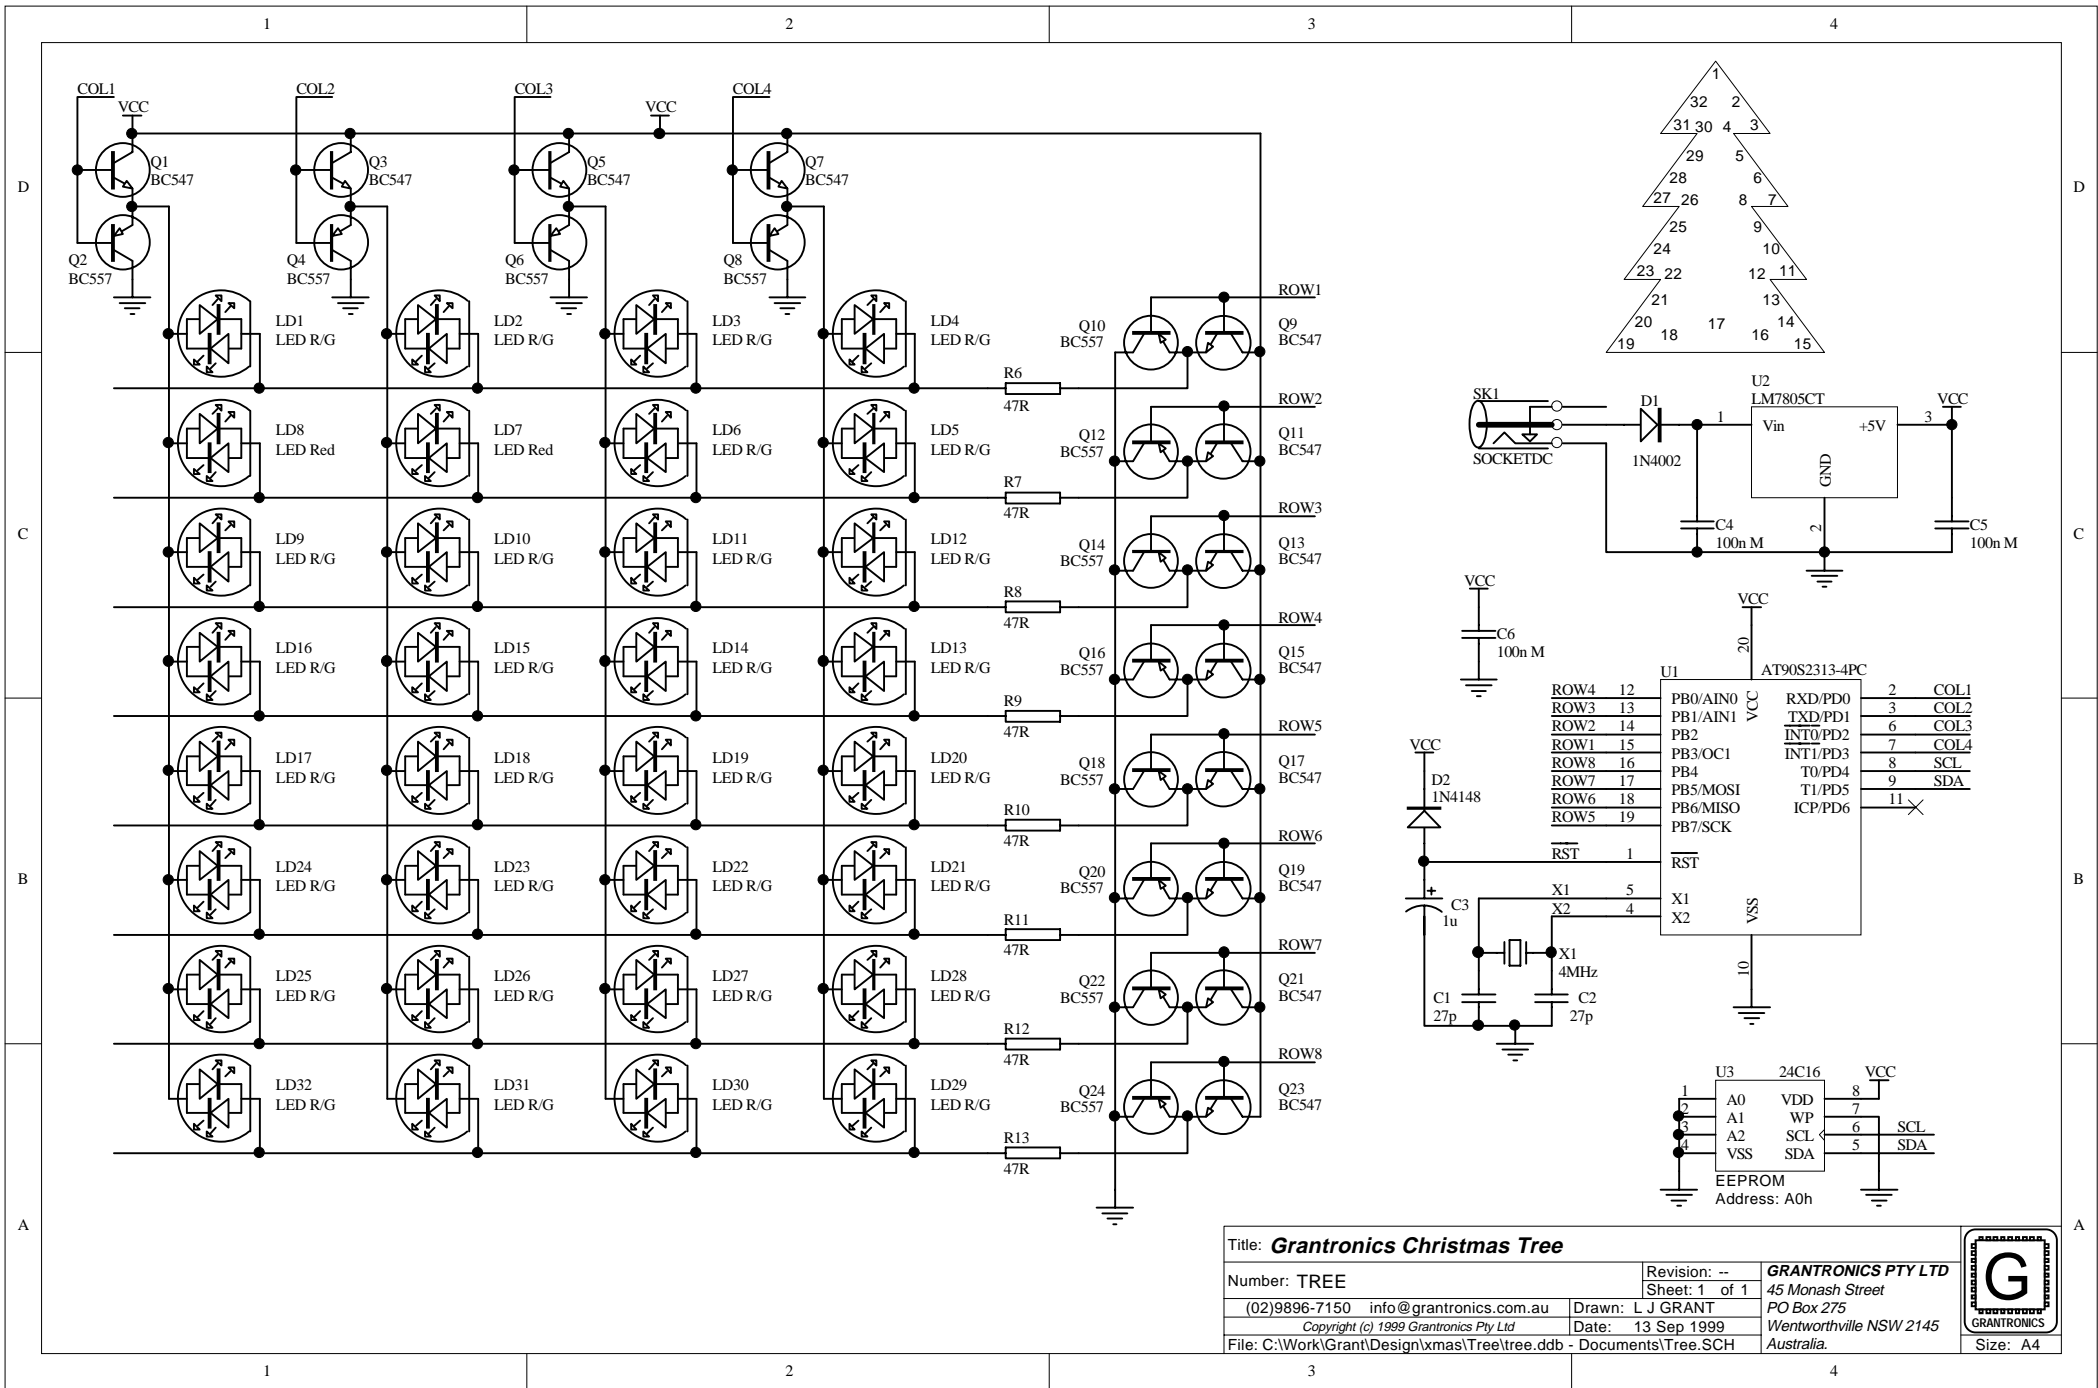 1 2 3 4
D D
C C
B B
A A
1 2 3 4
COL1 COL2 COL3 COL4
VCC VCC
Q1
BC547
Q3
BC547
Q5
BC547
Q7
BC547
Q2
BC557
Q4
BC557
Q6
BC557
Q8
BC557
LD1
LED R/G
LD2
LED R/G
LD3
LED R/G
LD4
LED R/G
R6
47R
Q10
BC557
Q9
BC547
ROW1
LD8
LED Red
LD7
LED Red
LD6
LED R/G
LD5
LED R/G
R7
47R
Q12
BC557
Q11
BC547
ROW2
LD9
LED R/G
LD10
LED R/G
LD11
LED R/G
LD12
LED R/G
R8
47R
Q14
BC557
Q13
BC547
ROW3
LD16
LED R/G
LD15
LED R/G
LD14
LED R/G
LD13
LED R/G
R9
47R
Q16
BC557
Q15
BC547
ROW4
LD17
LED R/G
LD18
LED R/G
LD19
LED R/G
LD20
LED R/G
R10
47R
Q18
BC557
Q17
BC547
ROW5
LD24
LED R/G
LD23
LED R/G
LD22
LED R/G
LD21
LED R/G
R11
47R
Q20
BC557
Q19
BC547
ROW6
LD25
LED R/G
LD26
LED R/G
LD27
LED R/G
LD28
LED R/G
R12
47R
Q22
BC557
Q21
BC547
ROW7
LD32
LED R/G
LD31
LED R/G
LD30
LED R/G
LD29
LED R/G
R13
47R
Q24
BC557
Q23
BC547
ROW8
1
32 2
31 30 4 3
29 5
28 6
27 26 8 7
25 9
24 10
23 22 12 11
21 13
20 18 17 16 14
19 15
SK1
SOCKETDC
D1
1N4002
U2
LM7805CT
1 Vin +5V 3
GND
2
VCC
C4
100n M
C5
100n M
VCC
C6
100n M
VCC
20
U1 AT90S2313-4PC
VCC
ROW4 12 PB0/AIN0 RXD/PD0 2 COL1
ROW3 13 PB1/AIN1 TXD/PD1 3 COL2
ROW2 14 PB2 INT0/PD2 6 COL3
ROW1 15 PB3/OC1 INT1/PD3 7 COL4
ROW8 16 PB4 T0/PD4 8 SCL
ROW7 17 PB5/MOSI T1/PD5 9 SDA
ROW6 18 PB6/MISO ICP/PD6 11
ROW5 19 PB7/SCK
RST 1 RST
X1 5 X1
X2 4 X2
VSS
10
VCC
D2
1N4148
C3
+
1u
X1
4MHz
C1
27p
C2
27p
U3 24C16 VCC
1 A0 VDD 8
2 A1 WP 7
3 A2 SCL 6 SCL
4 VSS SDA 5 SDA
EEPROM
Address: A0h
Title: Grantronics Christmas Tree
Number: TREE
Revision: --
Sheet: 1 of 1
(02)9896-7150 info@grantronics.com.au
Drawn: L J GRANT
Copyright (c) 1999 Grantronics Pty Ltd
Date: 13 Sep 1999
File: C:\Work\Grant\Design\xmas\Tree\tree.ddb - Documents\Tree.SCH
GRANTRONICS PTY LTD
45 Monash Street
PO Box 275
Wentworthville NSW 2145
Australia.
G
GRANTRONICS
Size: A4